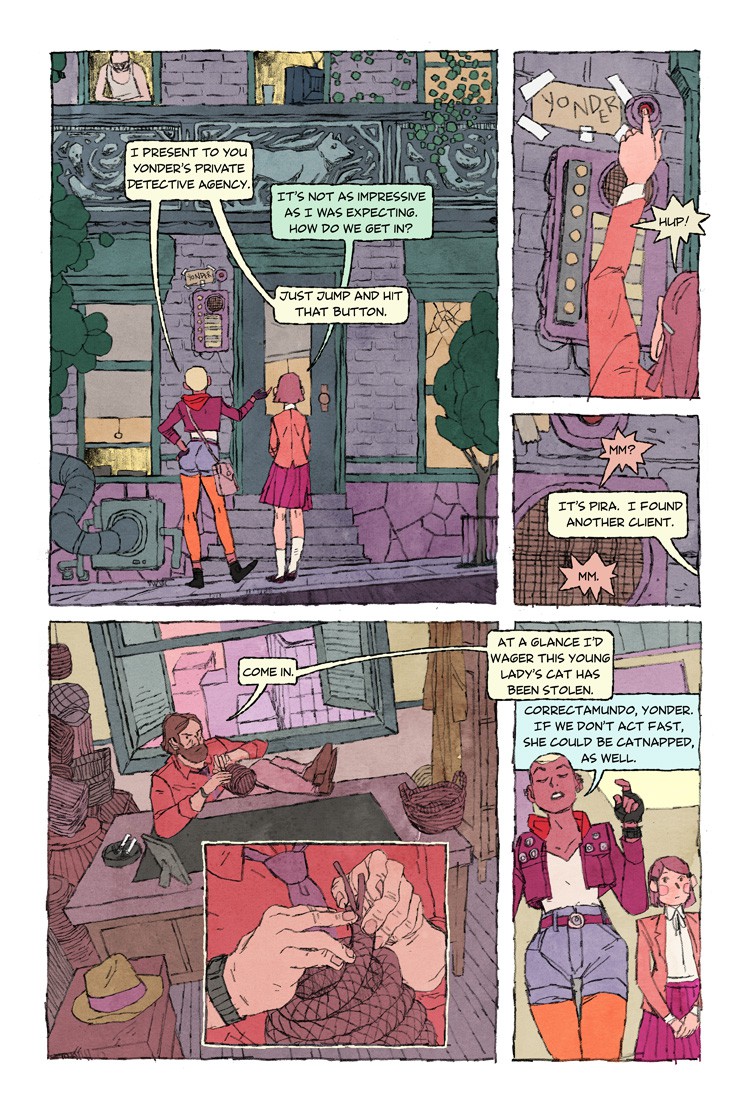 I PRESENT TO YOU
YONDER'S PRIVATE
DETECTIVE AGENCY.
IT'S NOT AS IMPRESSIVE
AS I WAS EXPECTING.
HOW DO WE GET IN?
YONDER
JUST JUMP AND HIT
THAT BUTTON.
YONDER
HUP!
MM?
IT'S PIRA. I FOUND
ANOTHER CLIENT.
MM.
COME IN.
AT A GLANCE I'D
WAGER THIS YOUNG
LADY'S CAT HAS
BEEN STOLEN.
CORRECTAMUNDO, YONDER.
IF WE DON'T ACT FAST,
SHE COULD BE CATNAPPED,
AS WELL.